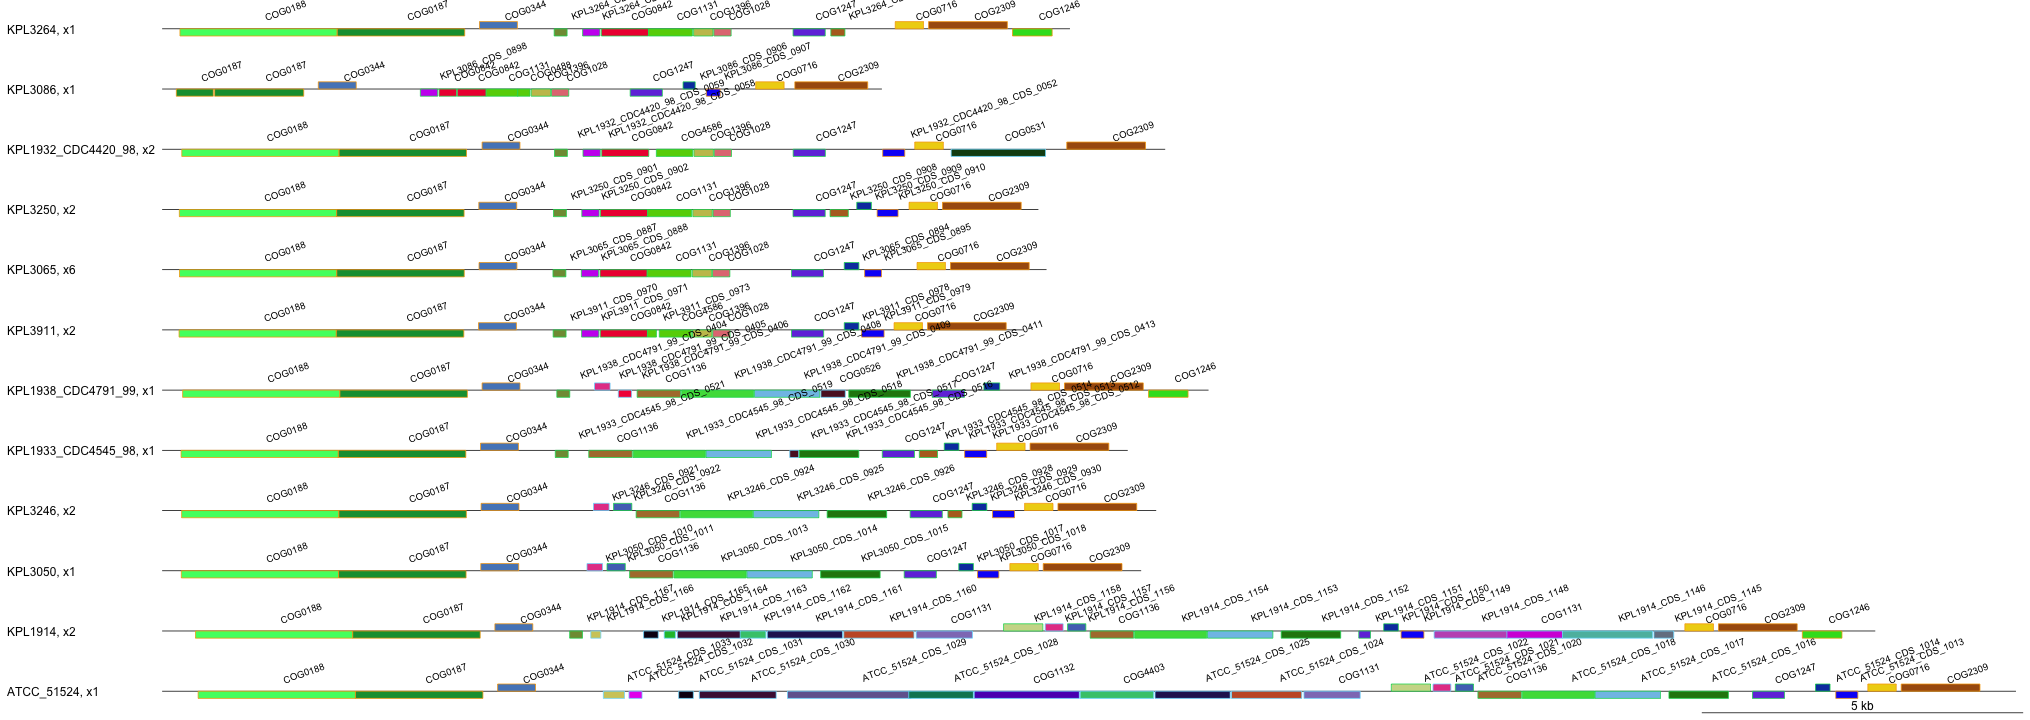 KPL3264, x1 COG0188 COG0187 COG0344 COG0842 COG1131 COG1396 COG1028 COG1247 COG0716 COG2309 COG1246
KPL3086, x1 COG0187 COG0187 COG0344 KPL3086_CDS_0898 COG0842 COG0842 COG1131 COG0488 COG1396 COG1028 COG1247 KPL3086_CDS_0906 KPL3086_CDS_0907 COG0716 COG2309
KPL1932_CDC4420_98, x2 COG0188 COG0187 COG0344 KPL1932_CDC4420_98_CDS_0059 KPL1932_CDC4420_98_CDS_0058 COG0842 COG4586 COG1396 COG1028 COG1247 KPL1932_CDC4420_98_CDS_0052 COG0716 COG0531 COG2309
KPL3250, x2 COG0188 COG0187 COG0344 KPL3250_CDS_0901 KPL3250_CDS_0902 COG0842 COG1131 COG1396 COG1028 COG1247 KPL3250_CDS_0908 KPL3250_CDS_0909 KPL3250_CDS_0910 COG0716 COG2309
KPL3065, x6 COG0188 COG0187 COG0344 KPL3065_CDS_0887 KPL3065_CDS_0888 COG0842 COG1131 COG1396 COG1028 COG1247 KPL3065_CDS_0894 KPL3065_CDS_0895 COG0716 COG2309
KPL3911, x2 COG0188 COG0187 COG0344 KPL3911_CDS_0970 KPL3911_CDS_0971 COG0842 KPL3911_CDS_0973 COG4586 COG1396 COG1028 COG1247 KPL3911_CDS_0978 KPL3911_CDS_0979 COG0716 COG2309
KPL1938_CDC4791_99, x1 COG0188 COG0187 COG0344 KPL1938_CDC4791_99_CDS_0404 KPL1938_CDC4791_99_CDS_0405 KPL1938_CDC4791_99_CDS_0406 COG1136 KPL1938_CDC4791_99_CDS_0408 KPL1938_CDC4791_99_CDS_0409 COG0526 KPL1938_CDC4791_99_CDS_0411 COG1247 KPL1938_CDC4791_99_CDS_0413 COG0716 COG2309 COG1246
KPL1933_CDC4545_98, x1 COG0188 COG0187 COG0344 KPL1933_CDC4545_98_CDS_0521 COG1136 KPL1933_CDC4545_98_CDS_0519 KPL1933_CDC4545_98_CDS_0518 KPL1933_CDC4545_98_CDS_0517 KPL1933_CDC4545_98_CDS_0516 COG1247 KPL1933_CDC4545_98_CDS_0514 KPL1933_CDC4545_98_CDS_0513 KPL1933_CDC4545_98_CDS_0512 COG0716 COG2309
KPL3246, x2 COG0188 COG0187 COG0344 KPL3246_CDS_0921 KPL3246_CDS_0922 COG1136 KPL3246_CDS_0924 KPL3246_CDS_0925 KPL3246_CDS_0926 COG1247 KPL3246_CDS_0928 KPL3246_CDS_0929 KPL3246_CDS_0930 COG0716 COG2309
KPL3050, x1 COG0188 COG0187 COG0344 KPL3050_CDS_1010 KPL3050_CDS_1011 COG1136 KPL3050_CDS_1013 KPL3050_CDS_1014 KPL3050_CDS_1015 COG1247 KPL3050_CDS_1017 KPL3050_CDS_1018 COG0716 COG2309
KPL1914, x2 COG0188 COG0187 COG0344 KPL1914_CDS_1167 KPL1914_CDS_1166 KPL1914_CDS_1165 KPL1914_CDS_1164 KPL1914_CDS_1163 KPL1914_CDS_1162 KPL1914_CDS_1161 KPL1914_CDS_1160 COG1131 KPL1914_CDS_1158 KPL1914_CDS_1157 KPL1914_CDS_1156 COG1136 KPL1914_CDS_1154 KPL1914_CDS_1153 KPL1914_CDS_1152 KPL1914_CDS_1151 KPL1914_CDS_1150 KPL1914_CDS_1149 KPL1914_CDS_1148 COG1131 KPL1914_CDS_1146 KPL1914_CDS_1145 COG0716 COG2309 COG1246
ATCC_51524, x1 COG0188 COG0187 COG0344 ATCC_51524_CDS_1033 ATCC_51524_CDS_1032 ATCC_51524_CDS_1031 ATCC_51524_CDS_1030 ATCC_51524_CDS_1029 ATCC_51524_CDS_1028 COG1132 COG4403 ATCC_51524_CDS_1025 ATCC_51524_CDS_1024 COG1131 ATCC_51524_CDS_1022 ATCC_51524_CDS_1021 ATCC_51524_CDS_1020 COG1136 ATCC_51524_CDS_1018 ATCC_51524_CDS_1017 ATCC_51524_CDS_1016 COG1247 ATCC_51524_CDS_1014 ATCC_51524_CDS_1013 COG0716 COG2309
5 kb